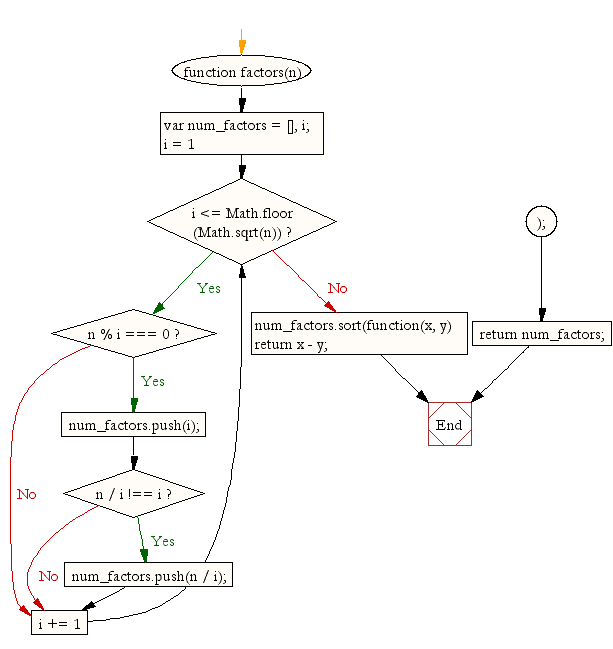 function factors(n)
var num_factors = [], i;
i = 1
i <= Math.floor
(Math.sqrt(n)) ?
);
Yes
No
num_factors.sort(function(x, y)
return x - y;
return num_factors;
n % i === 0 ?
Yes
num_factors.push(i);
End
n / i !== i ?
No
Yes
No
num_factors.push(n / i);
i += 1